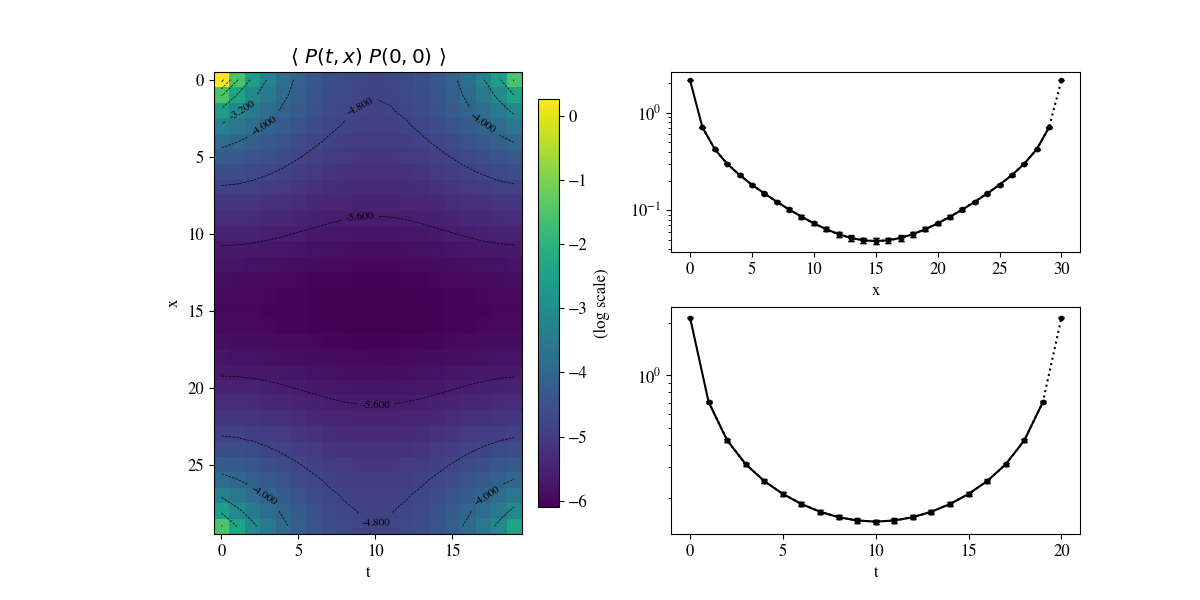 ⟨ P(t, x) P(0, 0) ⟩
0
5
10
15
20
25
x
0 5 10 15
t
-3.200
-4.000
-4.800
-4.000
-5.600
-5.600
-4.000
-4.000
-4.800
0
−1
−2
−3
−4
−5
−6
(log scale)
10⁰
10⁻¹
0 5 10 15 20 25 30
x
10⁰
0 5 10 15 20
t